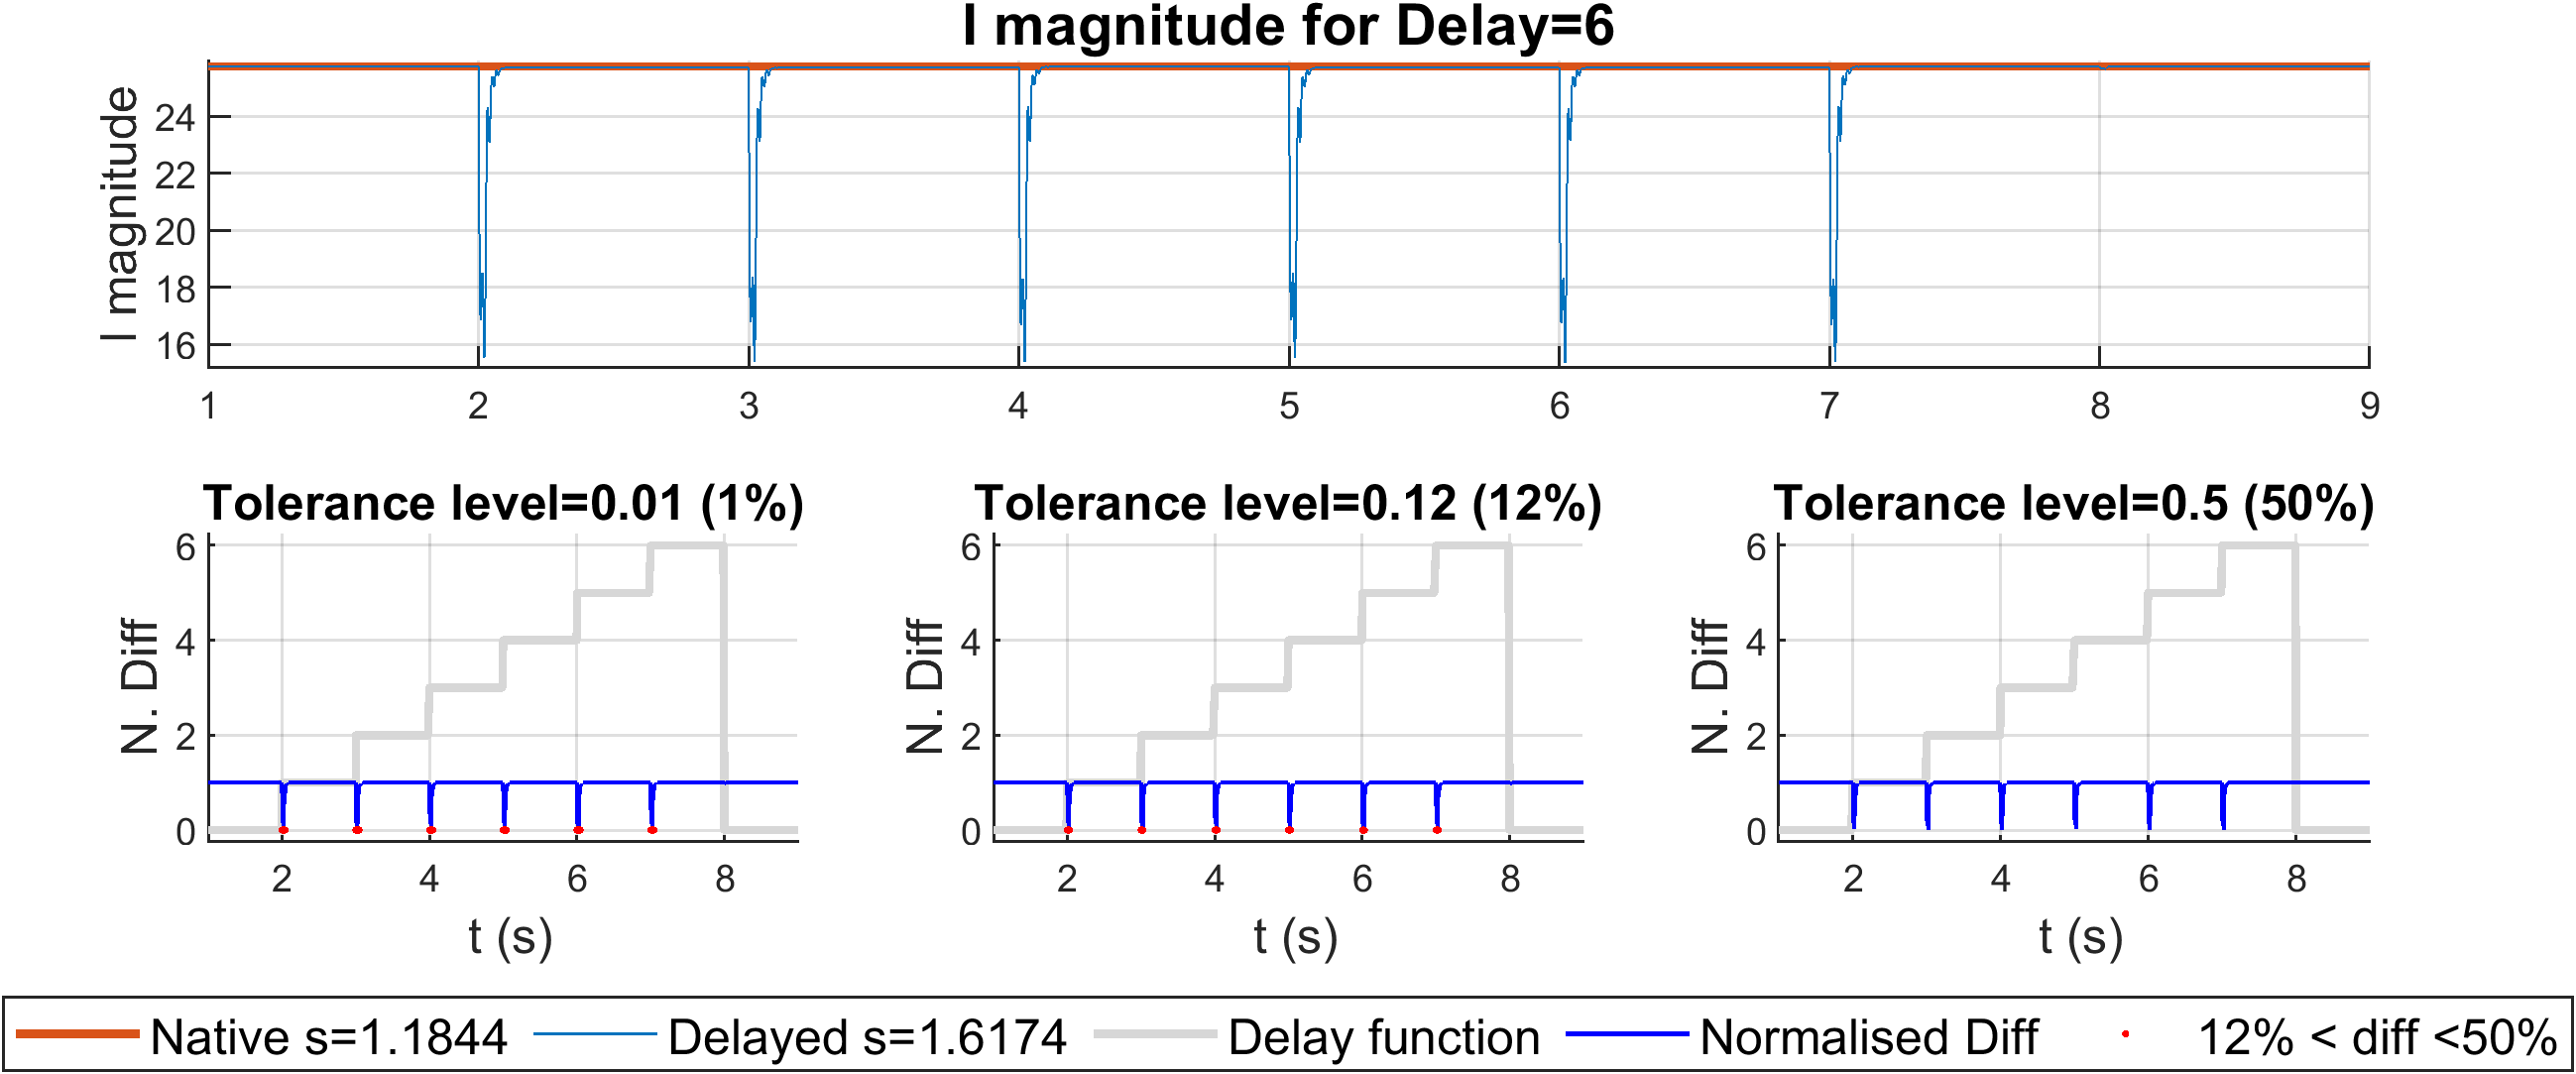 I magnitude for Delay=6
I magnitude
24
22
20
18
16
1 2 3 4 5 6 7 8 9
Tolerance level=0.01 (1%)
N. Diff
6
4
2
0
2 4 6 8
t (s)
Tolerance level=0.12 (12%)
N. Diff
6
4
2
0
2 4 6 8
t (s)
Tolerance level=0.5 (50%)
N. Diff
6
4
2
0
2 4 6 8
t (s)
Native s=1.1844 Delayed s=1.6174 Delay function Normalised Diff 12% < diff <50%